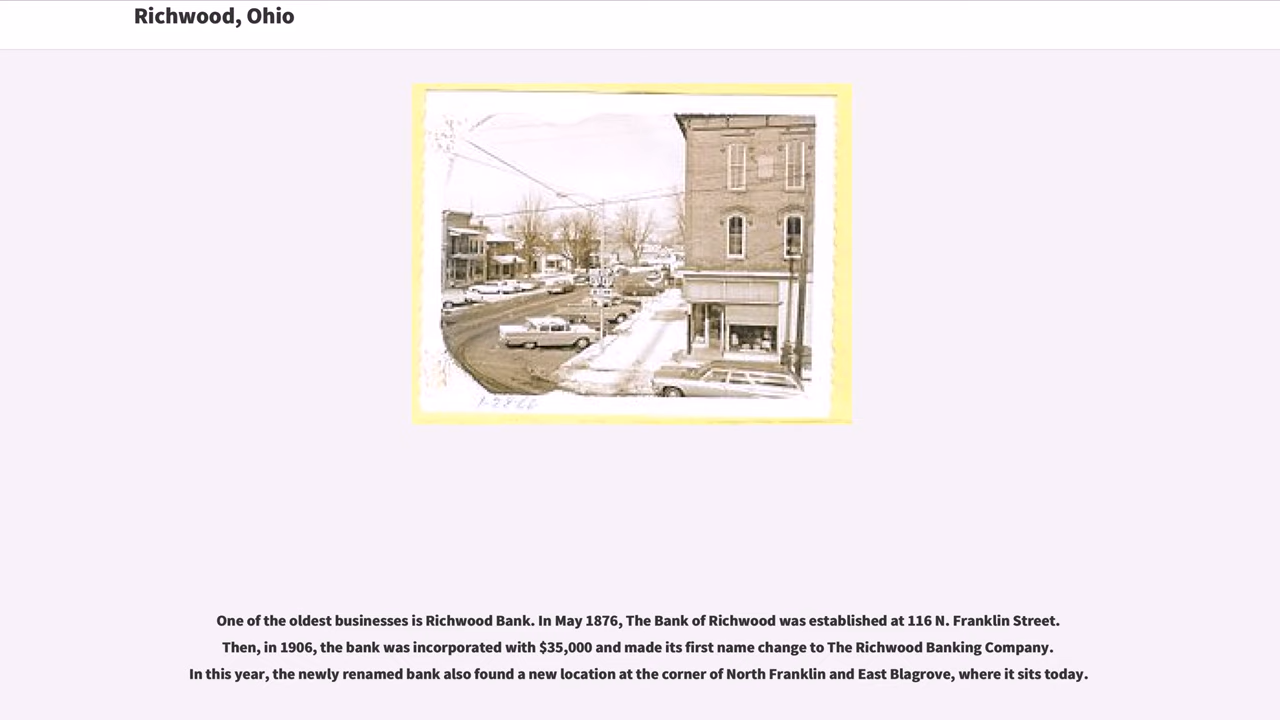 Richwood, Ohio
One of the oldest businesses is Richwood Bank. In May 1876, The Bank of Richwood was established at 116 N. Franklin Street.
Then, in 1906, the bank was incorporated with $35,000 and made its first name change to The Richwood Banking Company.
In this year, the newly renamed bank also found a new location at the corner of North Franklin and East Blagrove, where it sits today.